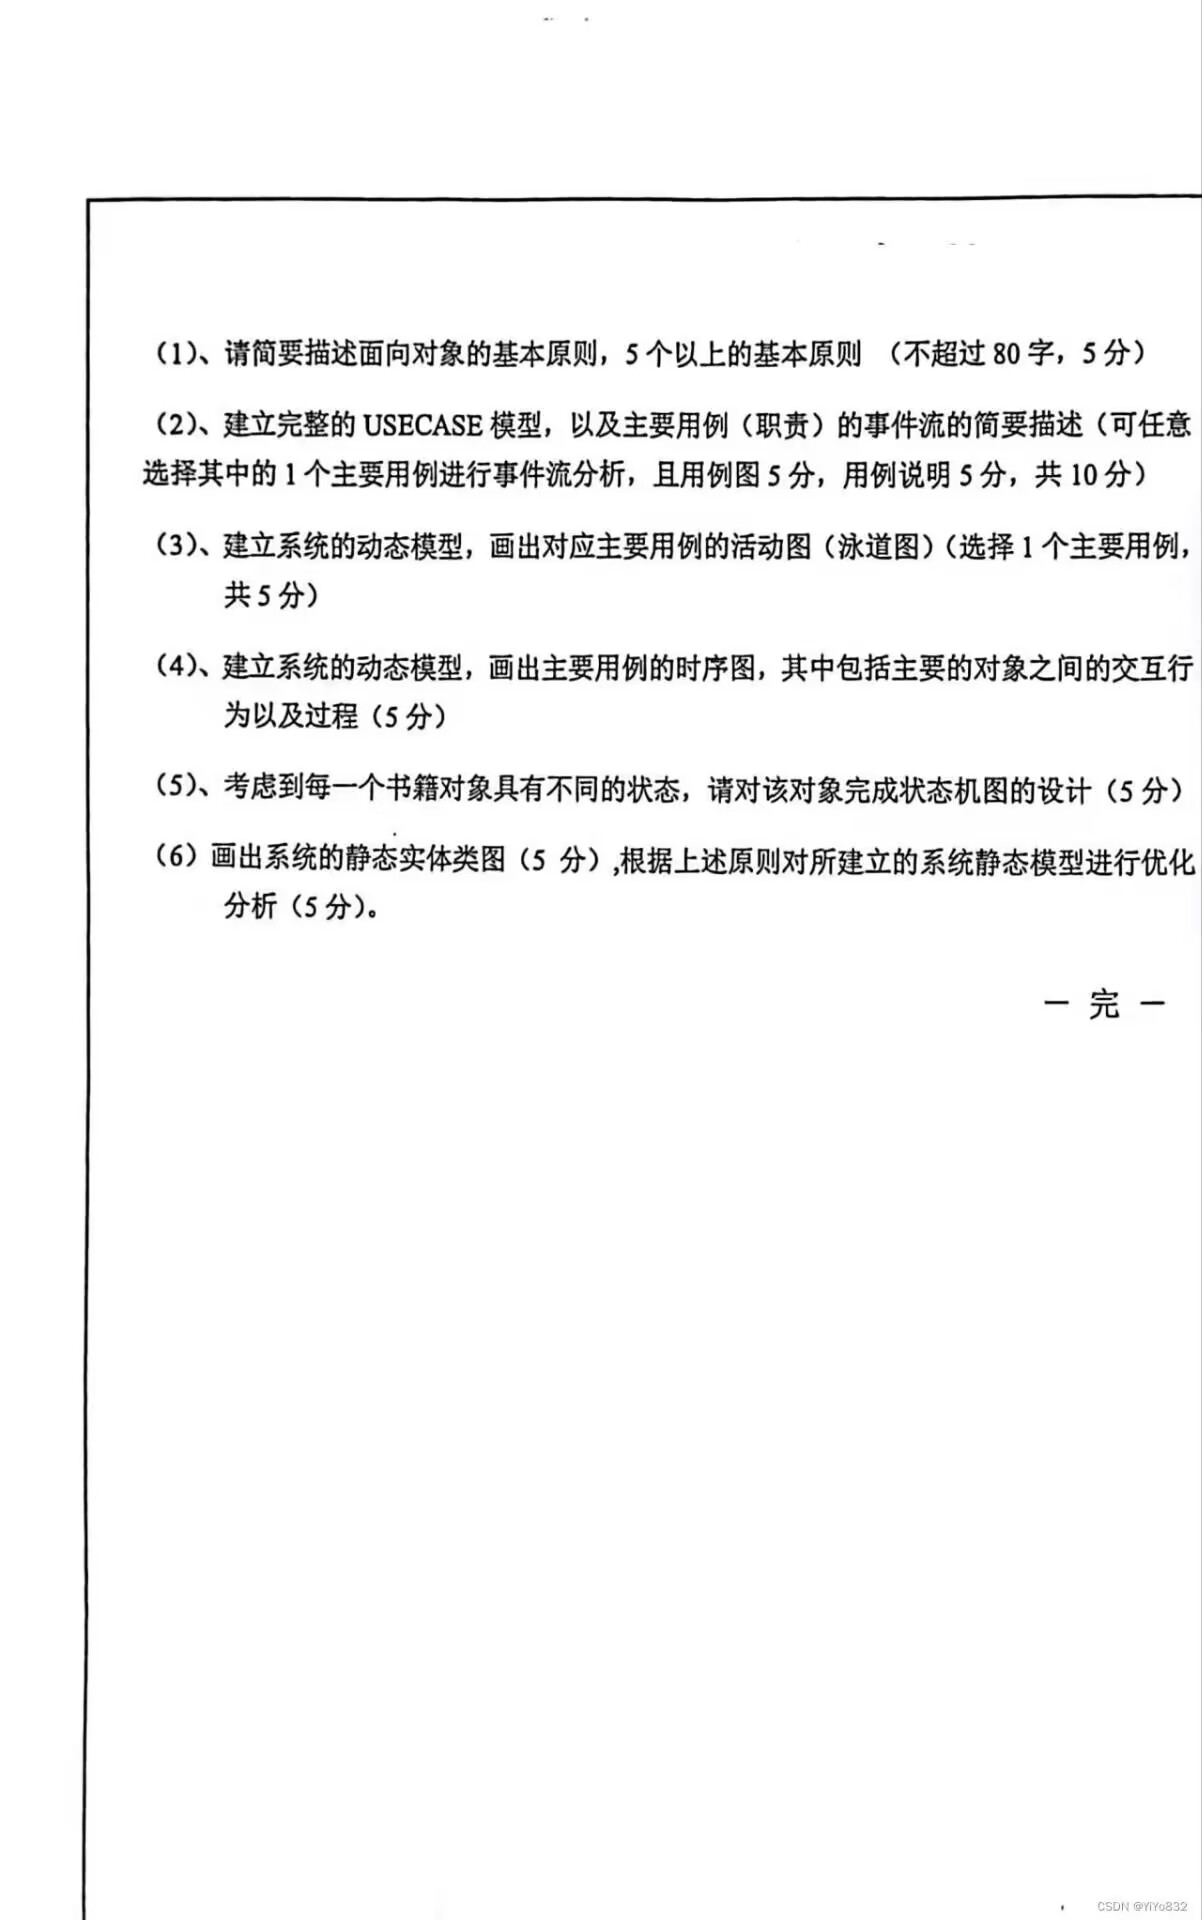 （1）、请简要描述面向对象的基本原则，5 个以上的基本原则 （不超过 80 字，5 分）
（2）、建立完整的 USECASE 模型，以及主要用例（职责）的事件流的简要描述（可任意
选择其中的 1 个主要用例进行事件流分析，且用例图 5 分，用例说明 5 分，共 10 分）
（3）、建立系统的动态模型，画出对应主要用例的活动图（泳道图）（选择 1 个主要用例，
共 5 分）
（4）、建立系统的动态模型，画出主要用例的时序图，其中包括主要的对象之间的交互行
为以及过程（5 分）
（5）、考虑到每一个书籍对象具有不同的状态，请对该对象完成状态机图的设计（5 分）
（6）画出系统的静态实体类图（5 分）,根据上述原则对所建立的系统静态模型进行优化
分析（5 分）。
— 完 —
CSDN @YiYo832